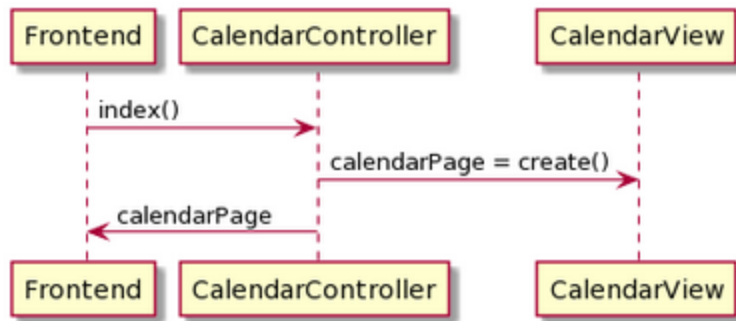 Frontend CalendarController CalendarView
index()
calendarPage = create()
calendarPage
Frontend CalendarController CalendarView